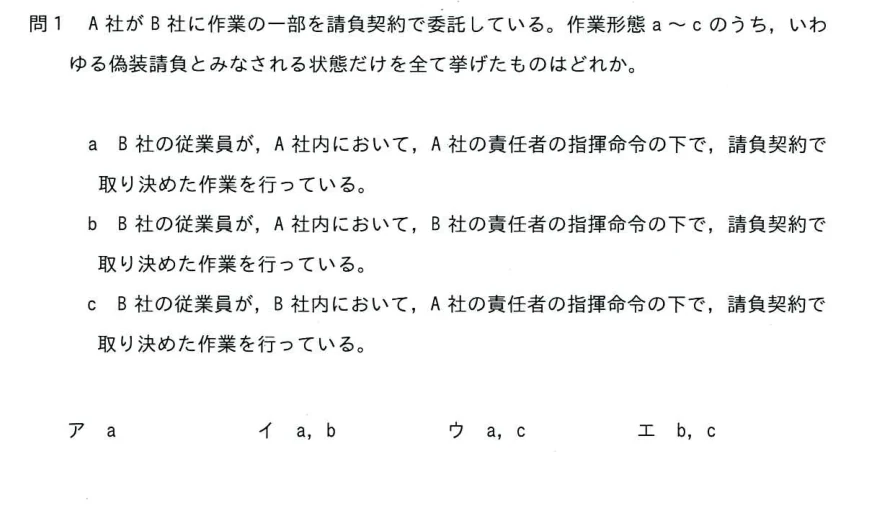 問1 A社がB社に作業の一部を請負契約で委託している。作業形態a～cのうち，いわ
ゆる偽装請負とみなされる状態だけを全て挙げたものはどれか。
a B社の従業員が，A社内において，A社の責任者の指揮命令の下で，請負契約で
取り決めた作業を行っている。
b B社の従業員が，A社内において，B社の責任者の指揮命令の下で，請負契約で
取り決めた作業を行っている。
c B社の従業員が，B社内において，A社の責任者の指揮命令の下で，請負契約で
取り決めた作業を行っている。
ア a イ a，b ウ a，c エ b，c